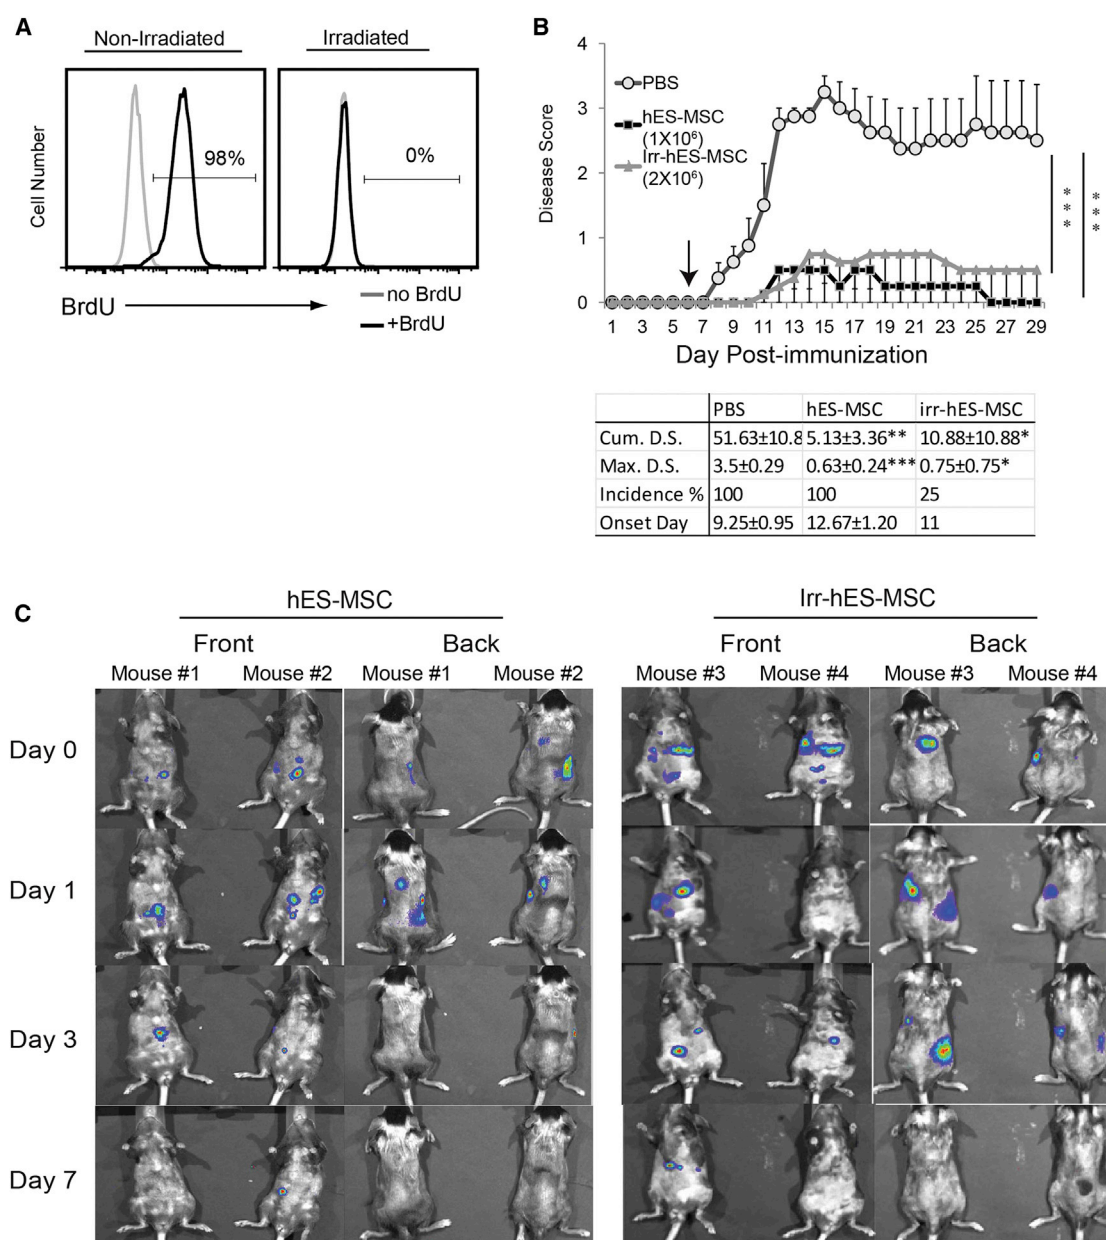 A
Non-Irradiated
Irradiated
Cell Number
98%
0%
BrdU
no BrdU
+BrdU
B
Disease Score
4
3
2
1
0
PBS
hES-MSC
(1X10⁶)
Irr-hES-MSC
(2X10⁶)
***
***
1 3 5 7 9 11 13 15 17 19 21 23 25 27 29
Day Post-immunization
PBS hES-MSC irr-hES-MSC
Cum. D.S. 51.63±10.8 5.13±3.36** 10.88±10.88*
Max. D.S. 3.5±0.29 0.63±0.24*** 0.75±0.75*
Incidence % 100 100 25
Onset Day 9.25±0.95 12.67±1.20 11
C
hES-MSC Irr-hES-MSC
Front Back Front Back
Mouse #1 Mouse #2 Mouse #1 Mouse #2 Mouse #3 Mouse #4 Mouse #3 Mouse #4
Day 0
Day 1
Day 3
Day 7